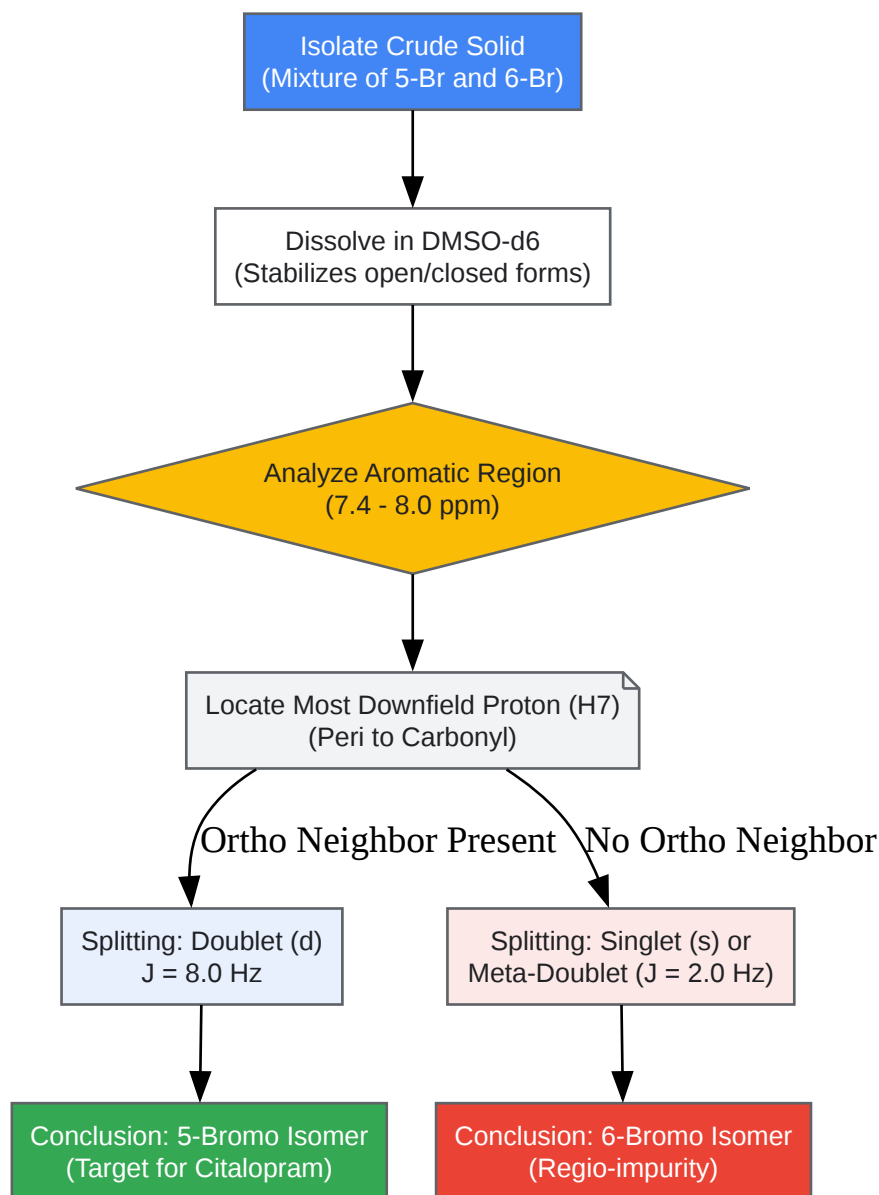 Isolate Crude Solid
(Mixture of 5-Br and 6-Br)
Dissolve in DMSO-d6
(Stabilizes open/closed forms)
Analyze Aromatic Region
(7.4 - 8.0 ppm)
Locate Most Downfield Proton (H7)
(Peri to Carbonyl)
Ortho Neighbor Present
No Ortho Neighbor
Splitting: Doublet (d)
J = 8.0 Hz
Splitting: Singlet (s) or
Meta-Doublet (J = 2.0 Hz)
Conclusion: 5-Bromo Isomer
(Target for Citalopram)
Conclusion: 6-Bromo Isomer
(Regio-impurity)